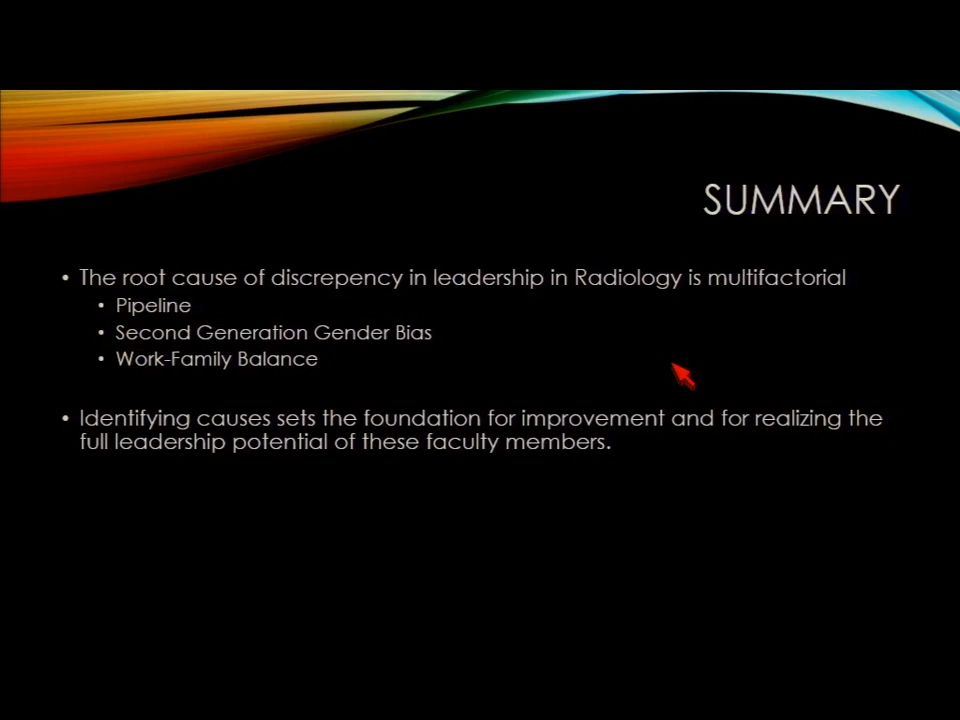 SUMMARY
• The root cause of discrepency in leadership in Radiology is multifactorial
• Pipeline
• Second Generation Gender Bias
• Work-Family Balance
• Identifying causes sets the foundation for improvement and for realizing the
full leadership potential of these faculty members.